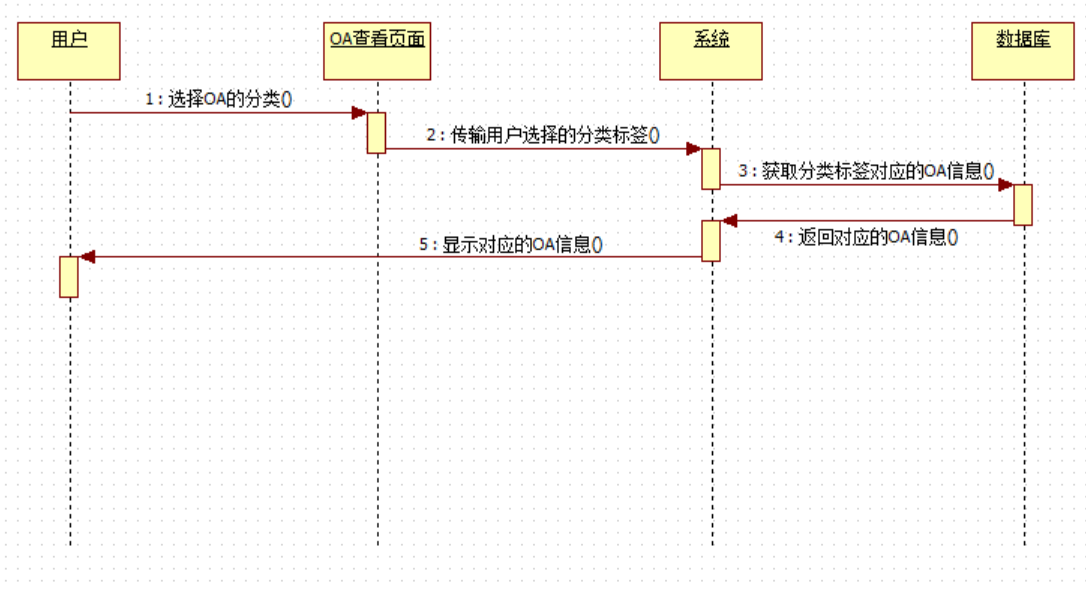 用户
OA查看页面
系统
数据库
1 : 选择OA的分类()
2 : 传输用户选择的分类标签()
3 : 获取分类标签对应的OA信息()
4 : 返回对应的OA信息()
5 : 显示对应的OA信息()